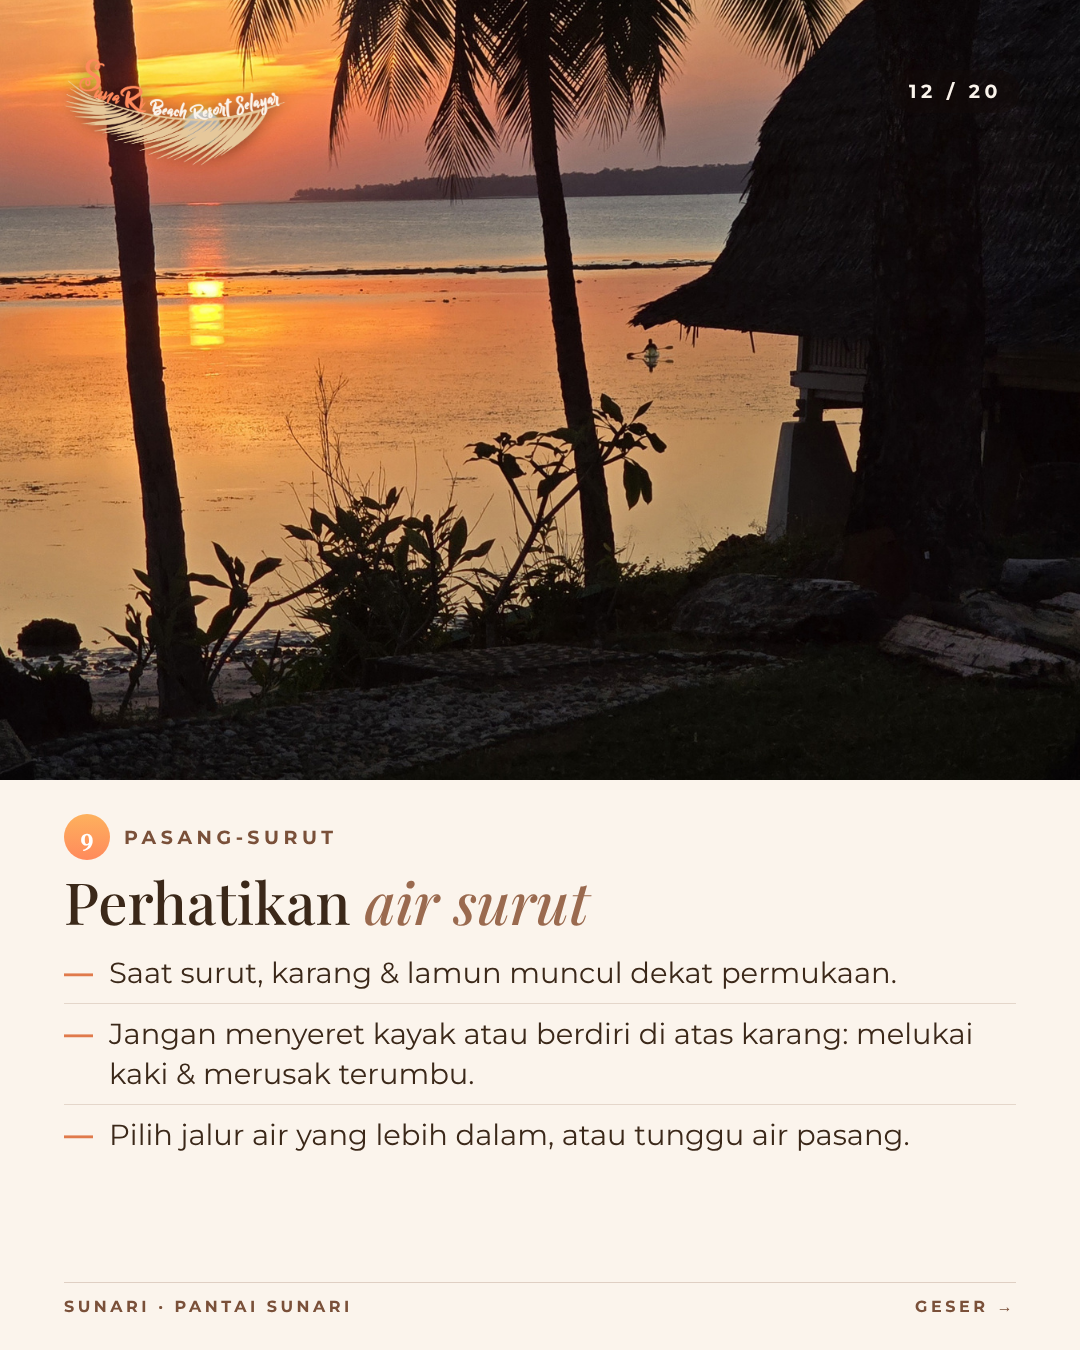 SunaRi Beach Resort Selayar
12 / 20
9 PASANG-SURUT
Perhatikan air surut
— Saat surut, karang & lamun muncul dekat permukaan.
— Jangan menyeret kayak atau berdiri di atas karang: melukai
kaki & merusak terumbu.
— Pilih jalur air yang lebih dalam, atau tunggu air pasang.
SUNARI · PANTAI SUNARI
GESER →